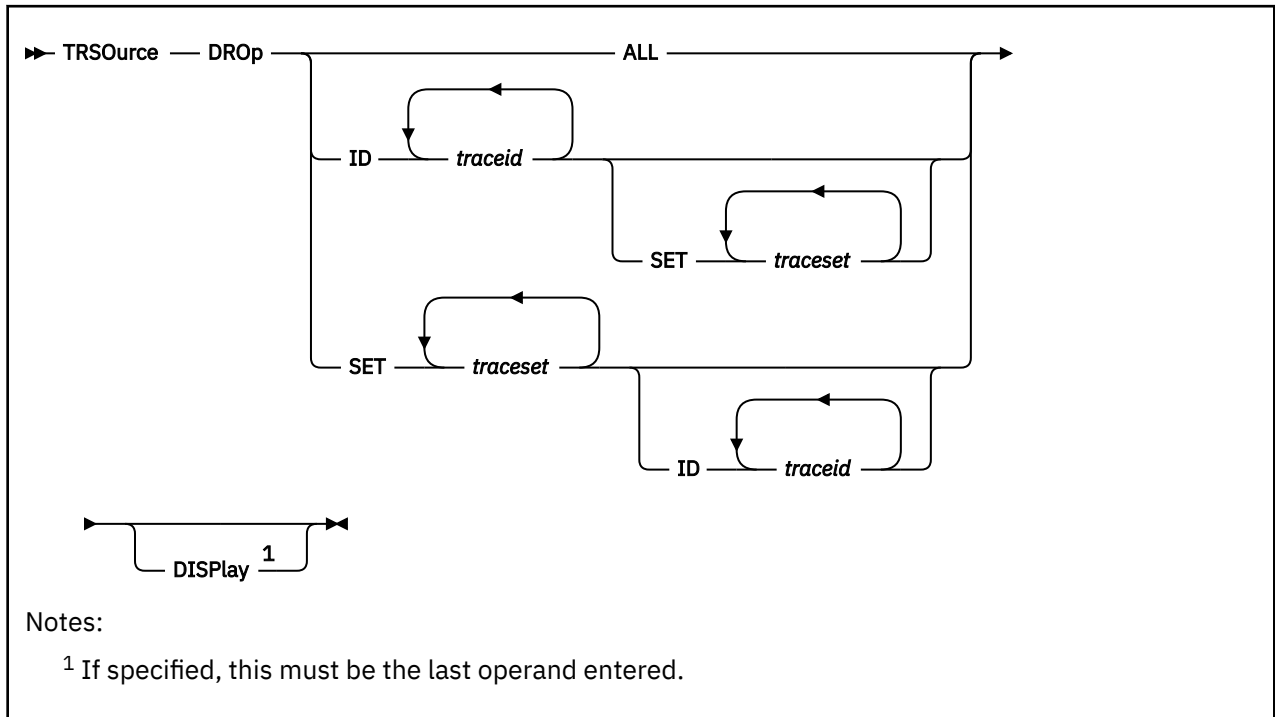 TRSOurce DROp ALL
ID traceid
SET traceset
SET traceset
ID traceid
DISPlay 1
Notes:
1 If specified, this must be the last operand entered.